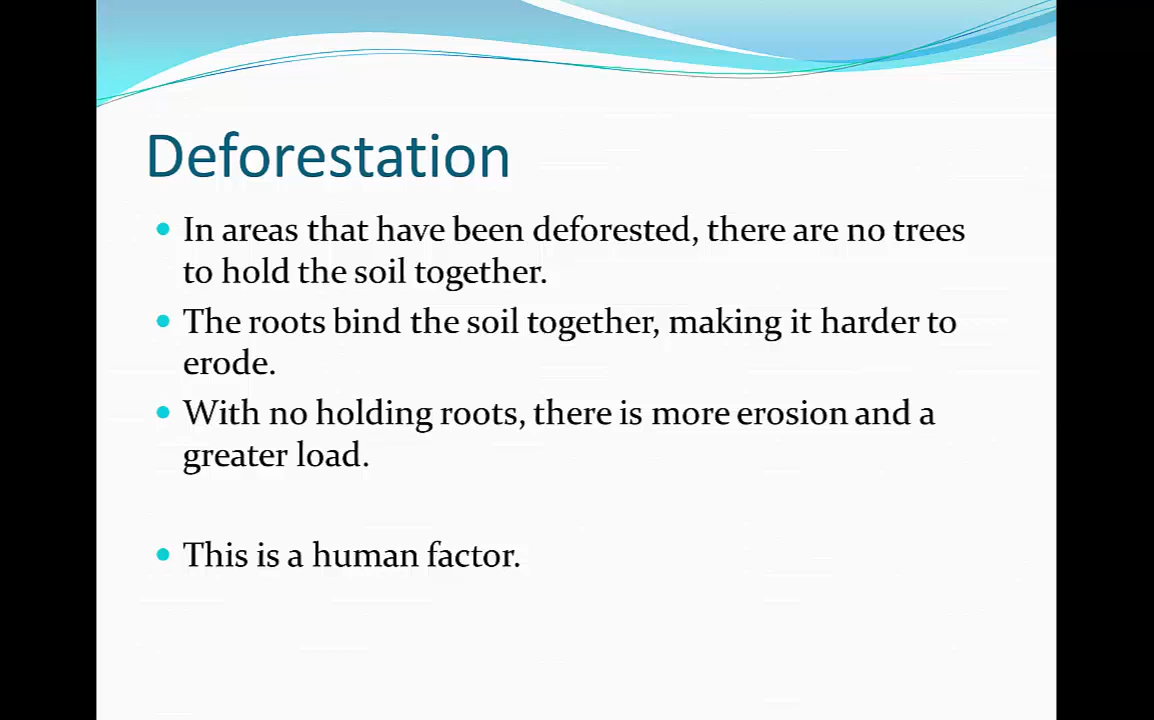 Deforestation
In areas that have been deforested, there are no trees
to hold the soil together.
The roots bind the soil together, making it harder to
erode.
With no holding roots, there is more erosion and a
greater load.
This is a human factor.